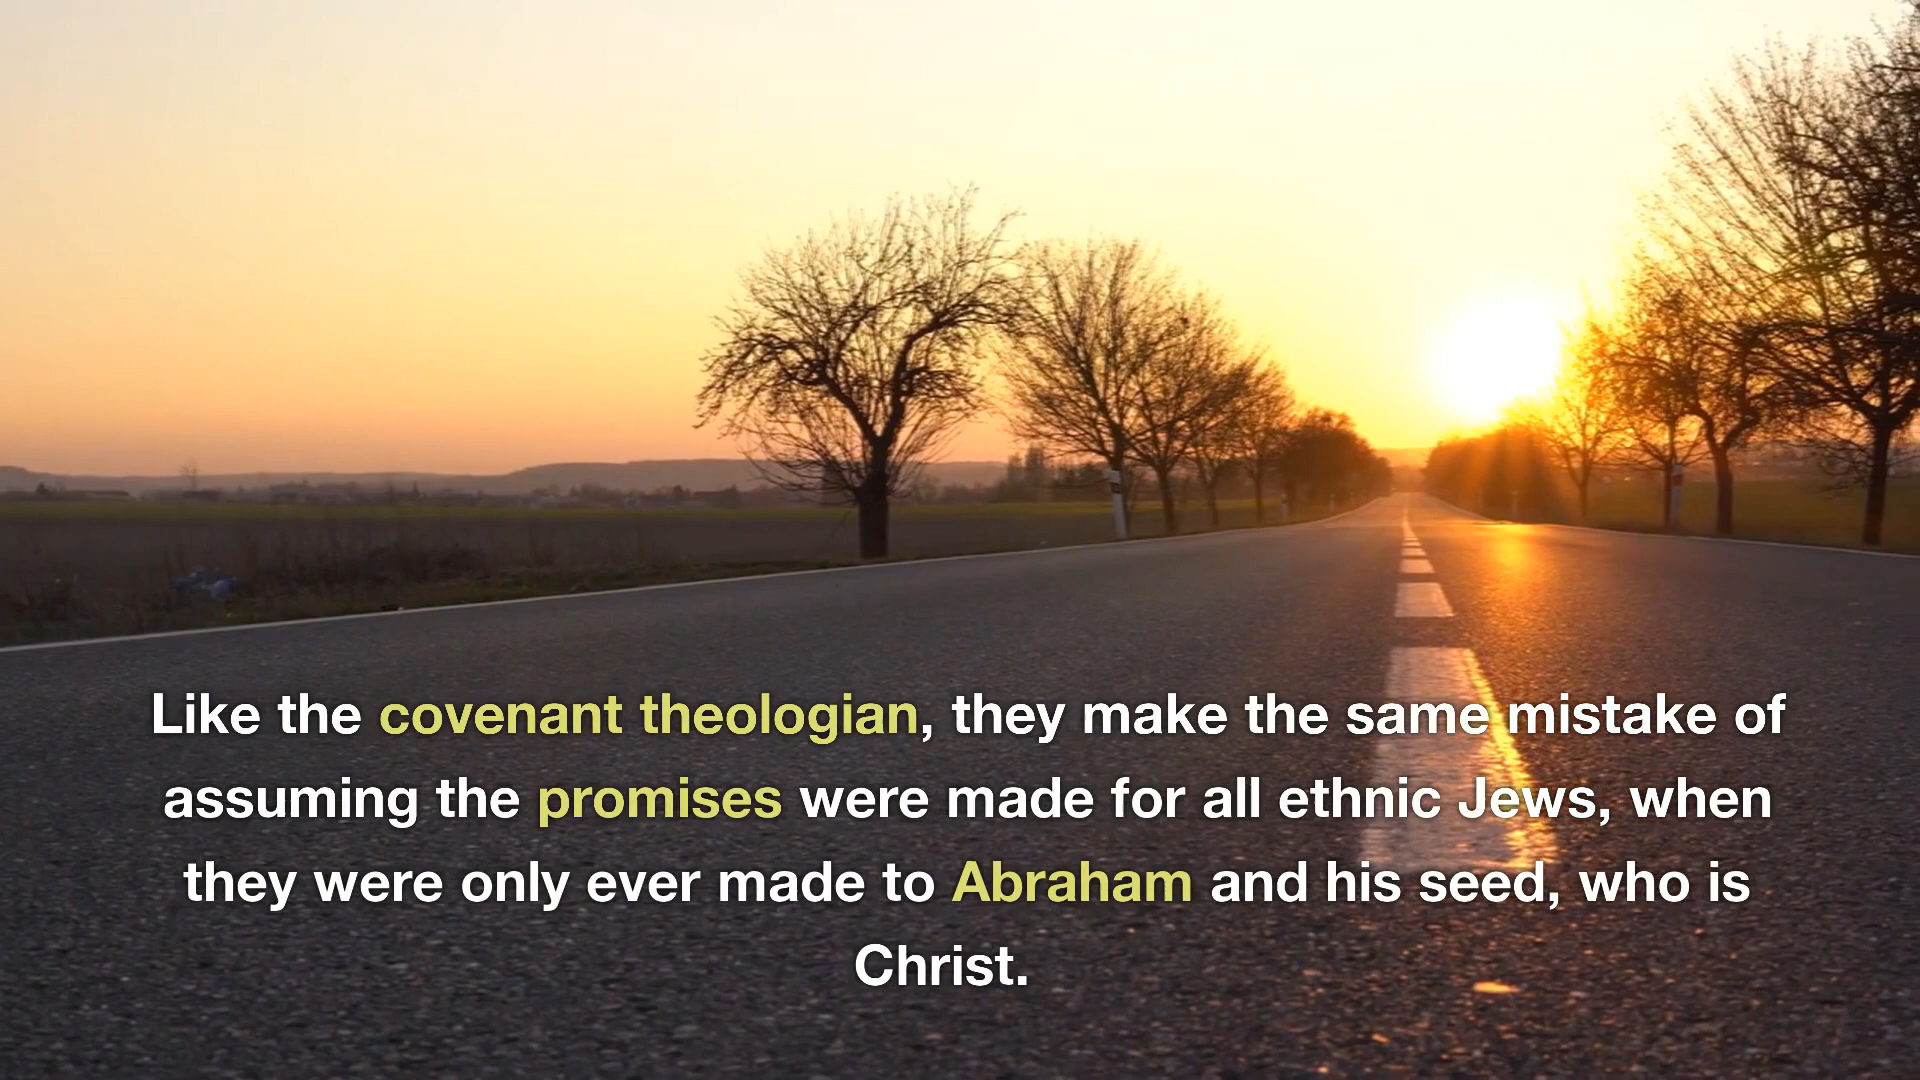 Like the covenant theologian, they make the same mistake of
assuming the promises were made for all ethnic Jews, when
they were only ever made to Abraham and his seed, who is
Christ.